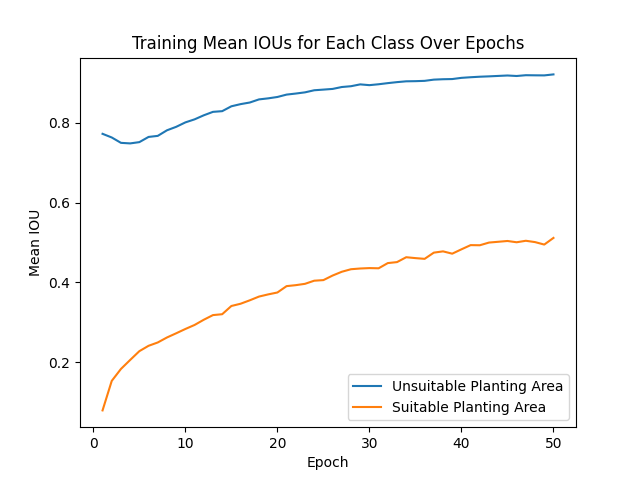 Training Mean IOUs for Each Class Over Epochs
Mean IOU
0.8
0.6
0.4
0.2
Unsuitable Planting Area
Suitable Planting Area
0 10 20 30 40 50
Epoch